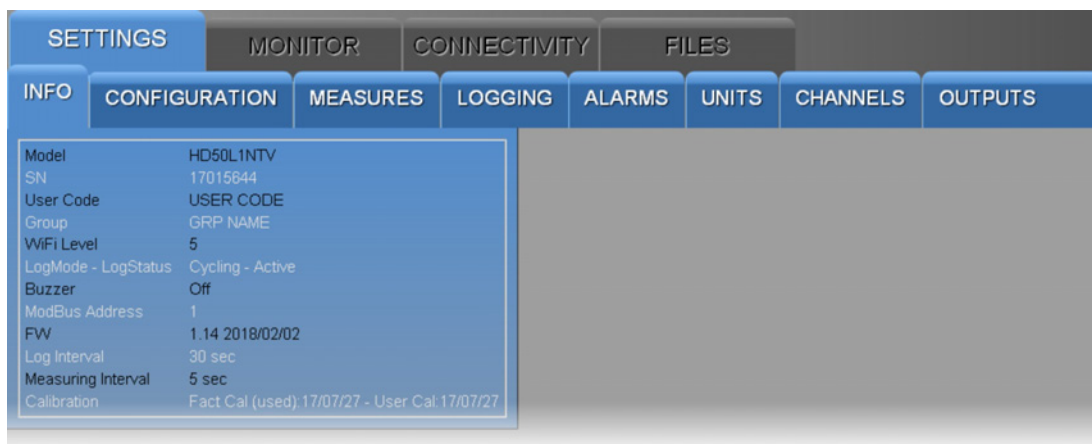 SETTINGS MONITOR CONNECTIVITY FILES
INFO CONFIGURATION MEASURES LOGGING ALARMS UNITS CHANNELS OUTPUTS
Model HD50L1NTV
SN 17015644
User Code USER CODE
Group GRP NAME
WiFi Level 5
LogMode - LogStatus Cycling - Active
Buzzer Off
ModBus Address 1
FW 1.14 2018/02/02
Log Interval 30 sec
Measuring Interval 5 sec
Calibration Fact Cal (used):17/07/27 - User Cal:17/07/27